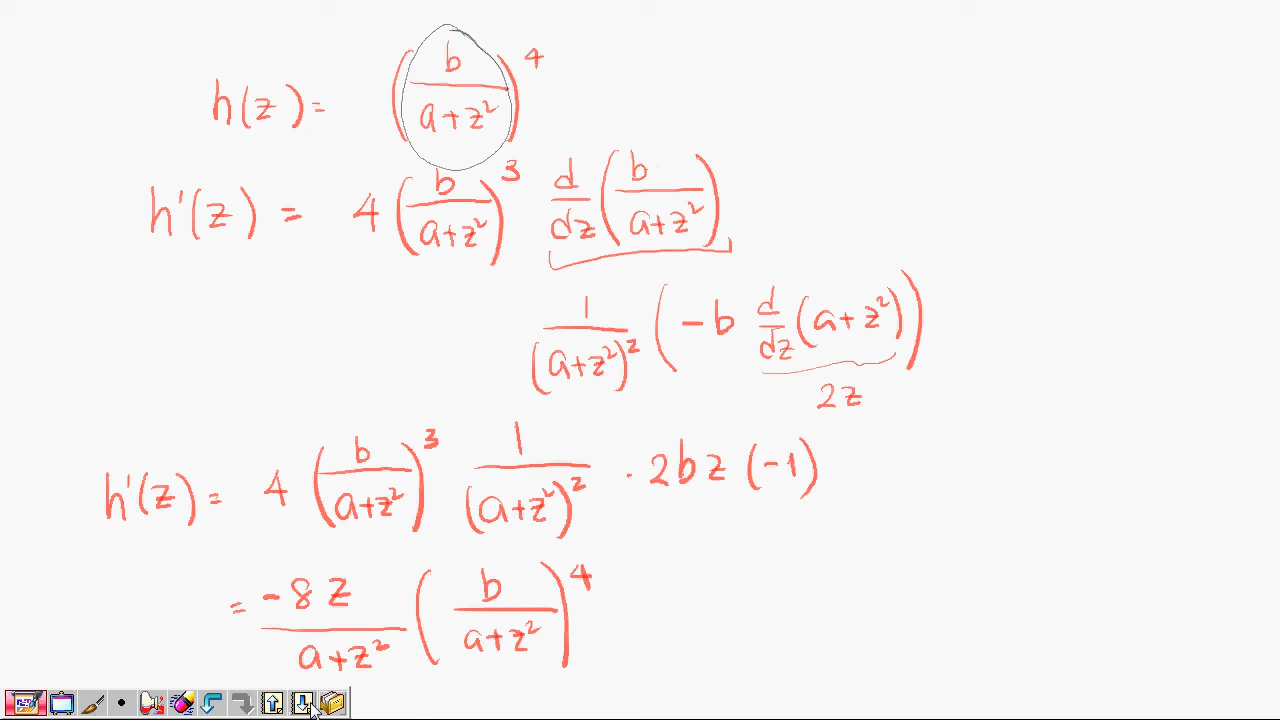 h(z) = (b/(a+z²))⁴
h'(z) = 4 (b/(a+z²))³ d/dz (b/(a+z²))
1/(a+z²)² (-b d/dz (a+z²))
2z
h'(z) = 4 (b/(a+z²))³ 1/(a+z²)² · 2bz (-1)
= -8z/(a+z²) (b/(a+z²))⁴